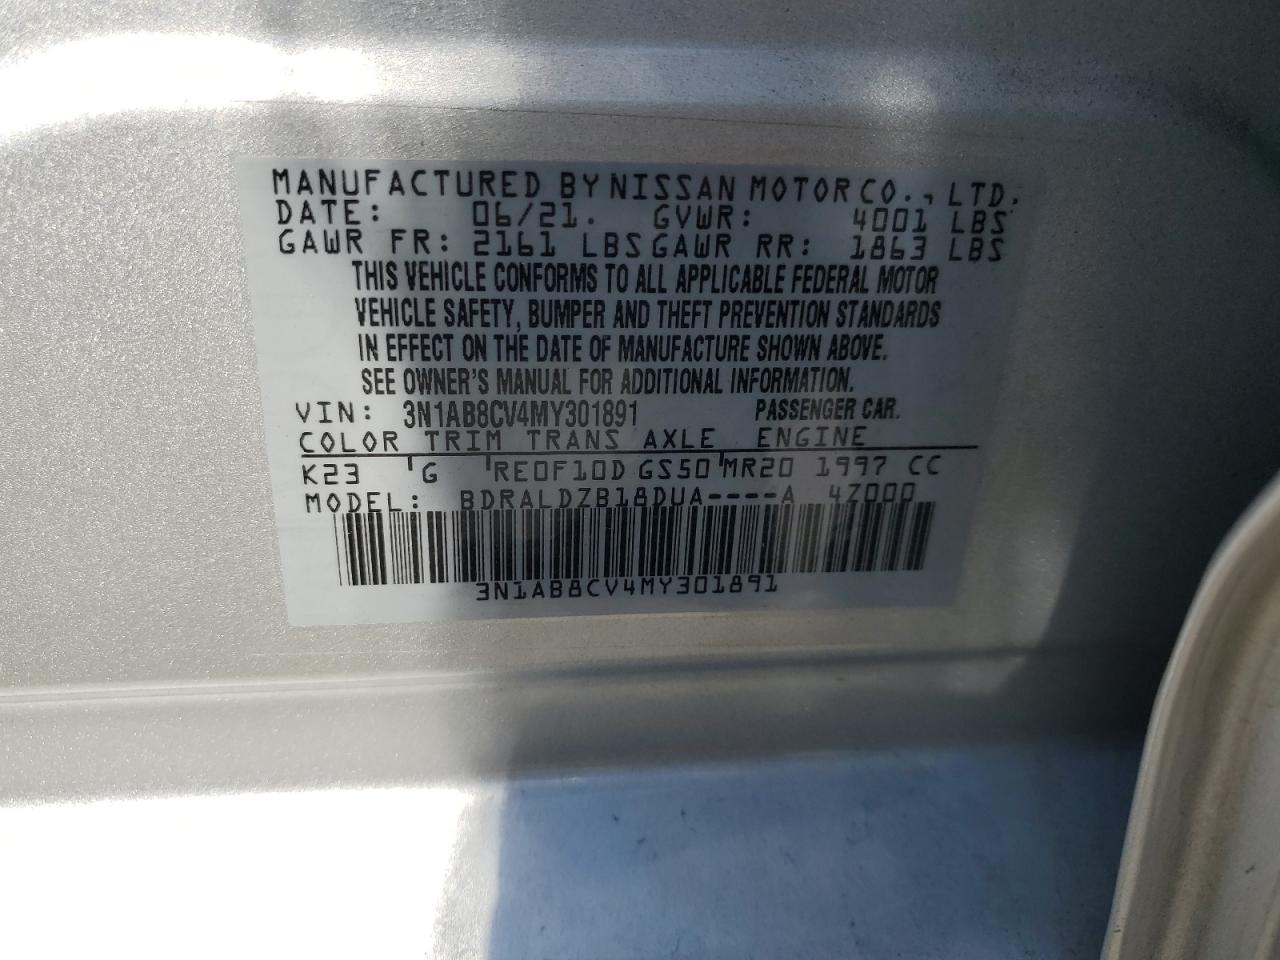 MANUFACTURED BY NISSAN MOTOR CO., LTD.
DATE: 06/21. GVWR: 4001 LBS
GAWR FR: 2161 LBS GAWR RR: 1863 LBS
THIS VEHICLE CONFORMS TO ALL APPLICABLE FEDERAL MOTOR
VEHICLE SAFETY, BUMPER AND THEFT PREVENTION STANDARDS
IN EFFECT ON THE DATE OF MANUFACTURE SHOWN ABOVE.
SEE OWNER'S MANUAL FOR ADDITIONAL INFORMATION.
VIN: 3N1AB8CV4MY301891 PASSENGER CAR.
COLOR TRIM TRANS AXLE ENGINE
K23 G RE0F10D GS50 MR20 1997 CC
MODEL: BDRALDZB18DUA----A 4Z000
3N1AB8CV4MY301891